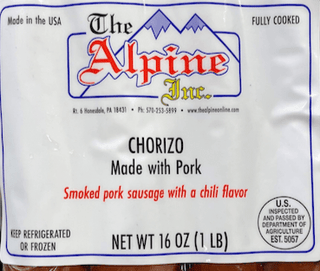 Made in the USA
FULLY COOKED
The
Alpine
Inc.
Rt. 6 Honesdale, PA 18431 • Ph: 570-253-5899 • www.thealpineonline.com
CHORIZO
Made with Pork
Smoked pork sausage with a chili flavor
KEEP REFRIGERATED
OR FROZEN
NET WT 16 OZ (1 LB)
U.S.
INSPECTED
AND PASSED BY
DEPARTMENT OF
AGRICULTURE
EST. 5057